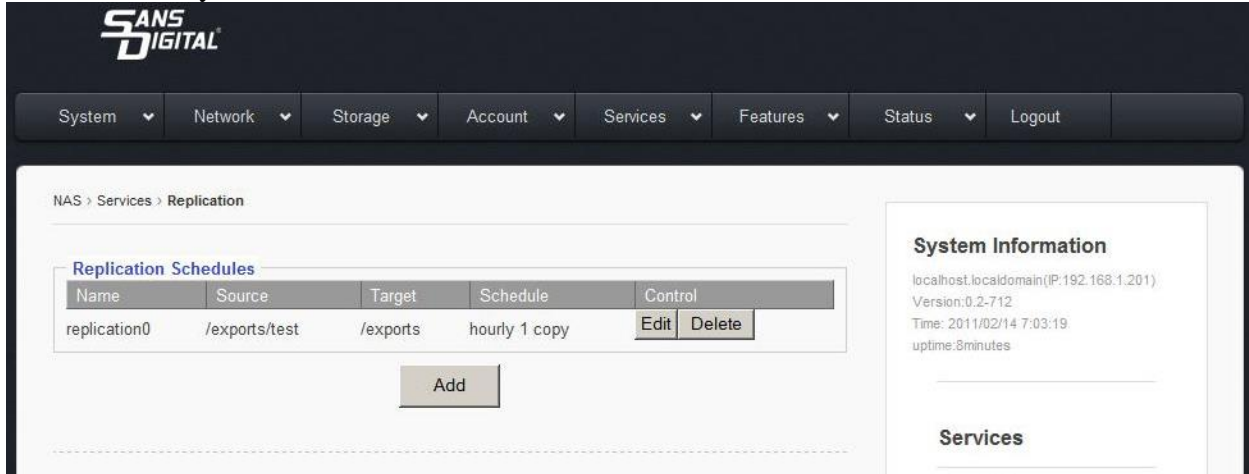 SANS
DIGITAL
System Network Storage Account Services Features Status Logout
NAS > Services > Replication
Replication Schedules
Name Source Target Schedule Control
replication0 /exports/test /exports hourly 1 copy Edit Delete
Add
System Information
localhost.localdomain(IP:192.168.1.201)
Version:0.2-712
Time: 2011/02/14 7:03:19
uptime:8minutes
Services